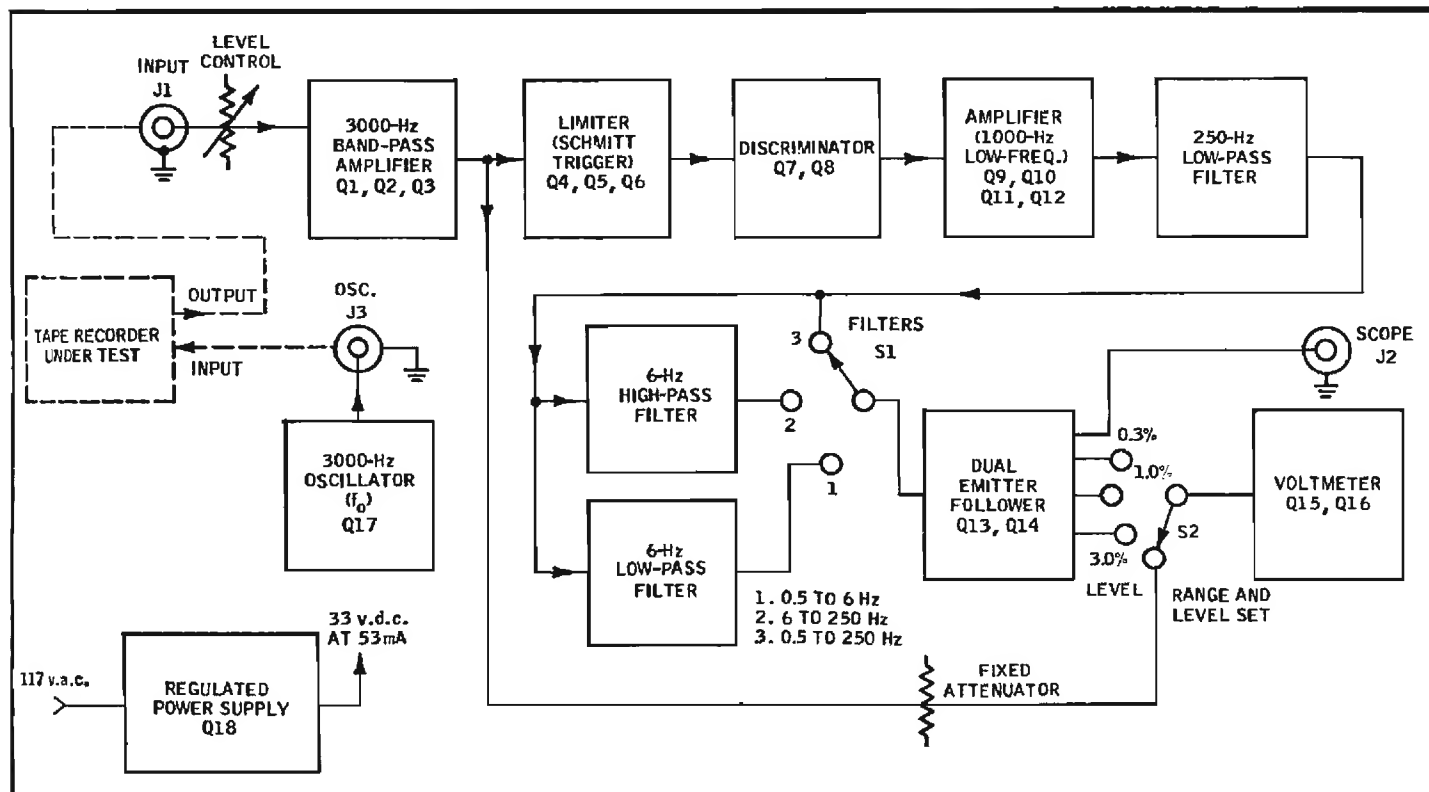 INPUT
J1
LEVEL
CONTROL
3000-Hz
BAND-PASS
AMPLIFIER
Q1, Q2, Q3
LIMITER
(SCHMITT
TRIGGER)
Q4, Q5, Q6
DISCRIMINATOR
Q7, Q8
AMPLIFIER
(1000-Hz
LOW-FREQ.)
Q9, Q10
Q11, Q12
250-Hz
LOW-PASS
FILTER
TAPE RECORDER
UNDER TEST
OUTPUT
INPUT
OSC.
J3
3000-Hz
OSCILLATOR
(fo)
Q17
6-Hz
HIGH-PASS
FILTER
6-Hz
LOW-PASS
FILTER
3
FILTERS
S1
2
1
1. 0.5 TO 6 Hz
2. 6 TO 250 Hz
3. 0.5 TO 250 Hz
DUAL
EMITTER
FOLLOWER
Q13, Q14
SCOPE
J2
0.3%
1.0%
3.0%
LEVEL
S2
RANGE AND
LEVEL SET
VOLTMETER
Q15, Q16
FIXED
ATTENUATOR
117 v.a.c.
REGULATED
POWER SUPPLY
Q18
33 v.d.c.
AT 53mA